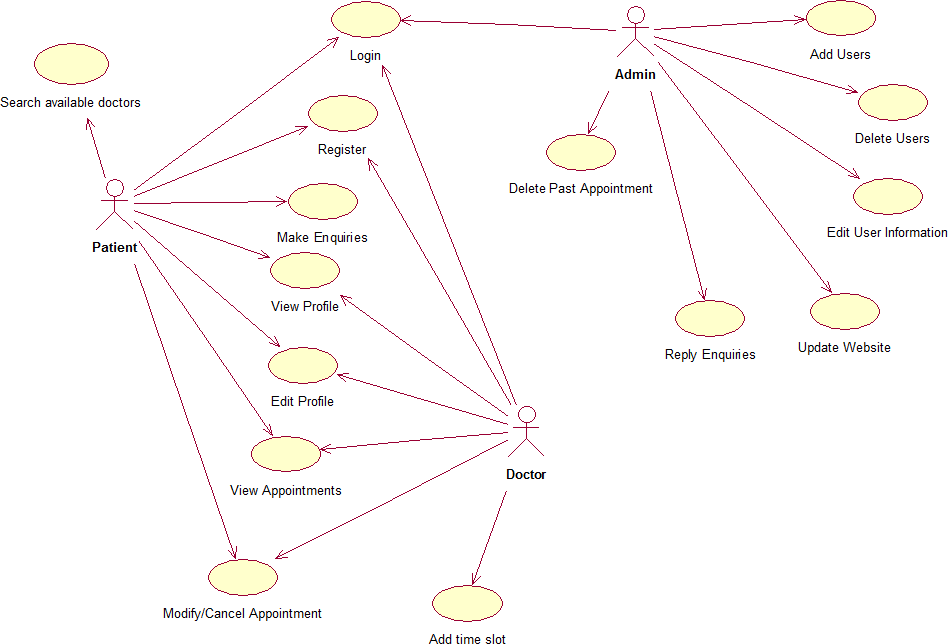 Login
Add Users
Admin
Search available doctors
Delete Users
Register
Delete Past Appointment
Make Enquiries
Edit User Information
Patient
View Profile
Reply Enquiries
Update Website
Edit Profile
Doctor
View Appointments
Modify/Cancel Appointment
Add time slot